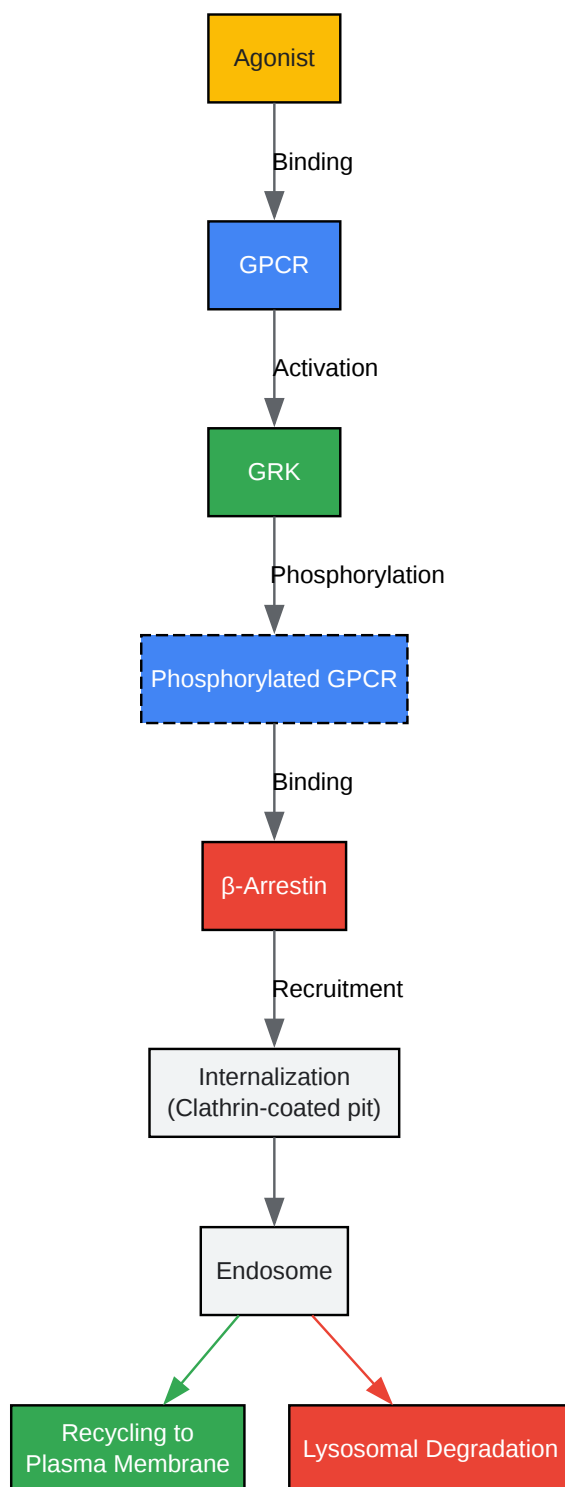 Agonist
Binding
GPCR
Activation
GRK
Phosphorylation
Phosphorylated GPCR
Binding
β-Arrestin
Recruitment
Internalization
(Clathrin-coated pit)
Endosome
Recycling to
Plasma Membrane
Lysosomal Degradation